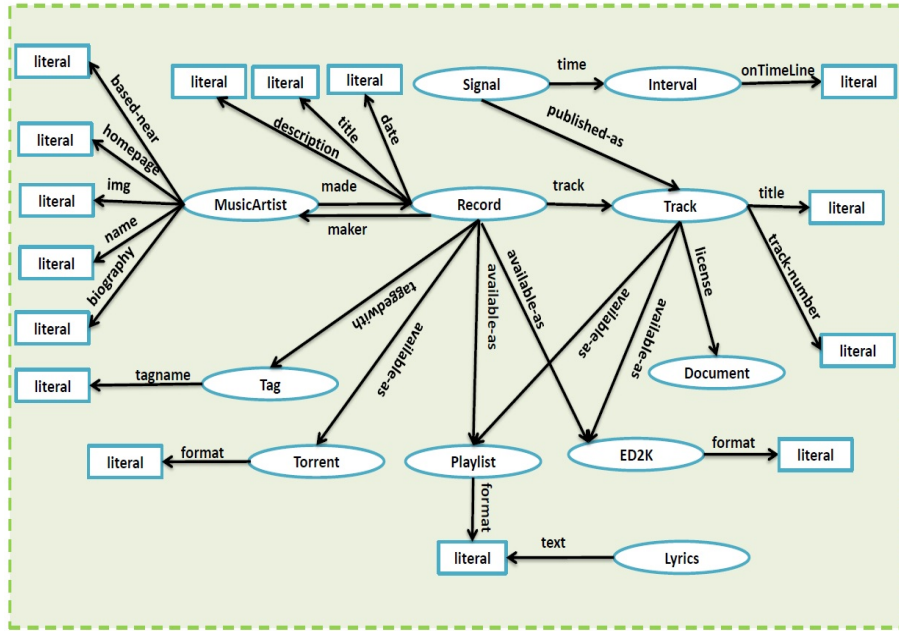 literal
literal
literal
literal
time
onTimeLine
Signal
Interval
literal
based-near
description
title
date
published-as
literal
homepage
img
literal
name
MusicArtist
made
maker
Record
track
Track
title
literal
literal
biography
track-number
literal
taggedwith
available-as
available-as
available-as
available-as
available-as
license
literal
literal
tagname
Tag
Document
literal
format
Torrent
Playlist
ED2K
format
literal
format
literal
text
Lyrics